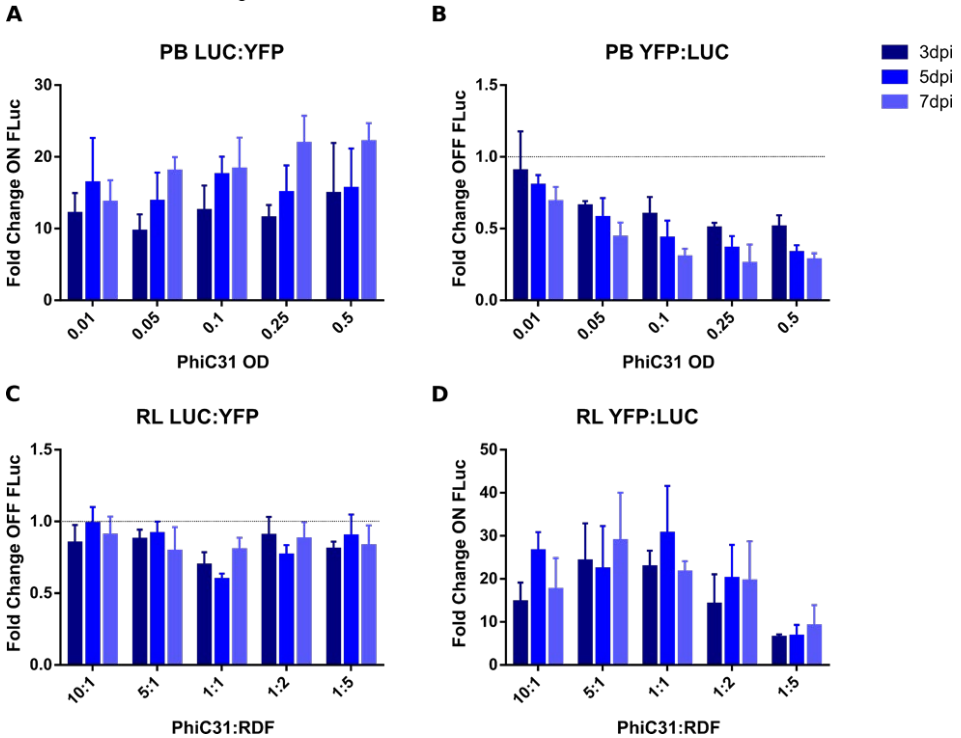 A
PB LUC:YFP
Fold Change ON FLuc
30
20
10
0
0.01 0.05 0.1 0.25 0.5
PhiC31 OD
B
PB YFP:LUC
Fold Change OFF FLuc
1.5
1.0
0.5
0.0
0.01 0.05 0.1 0.25 0.5
PhiC31 OD
3dpi
5dpi
7dpi
C
RL LUC:YFP
Fold Change OFF FLuc
1.5
1.0
0.5
0.0
10:1 5:1 1:1 1:2 1:5
PhiC31:RDF
D
RL YFP:LUC
Fold Change ON FLuc
50
40
30
20
10
0
10:1 5:1 1:1 1:2 1:5
PhiC31:RDF